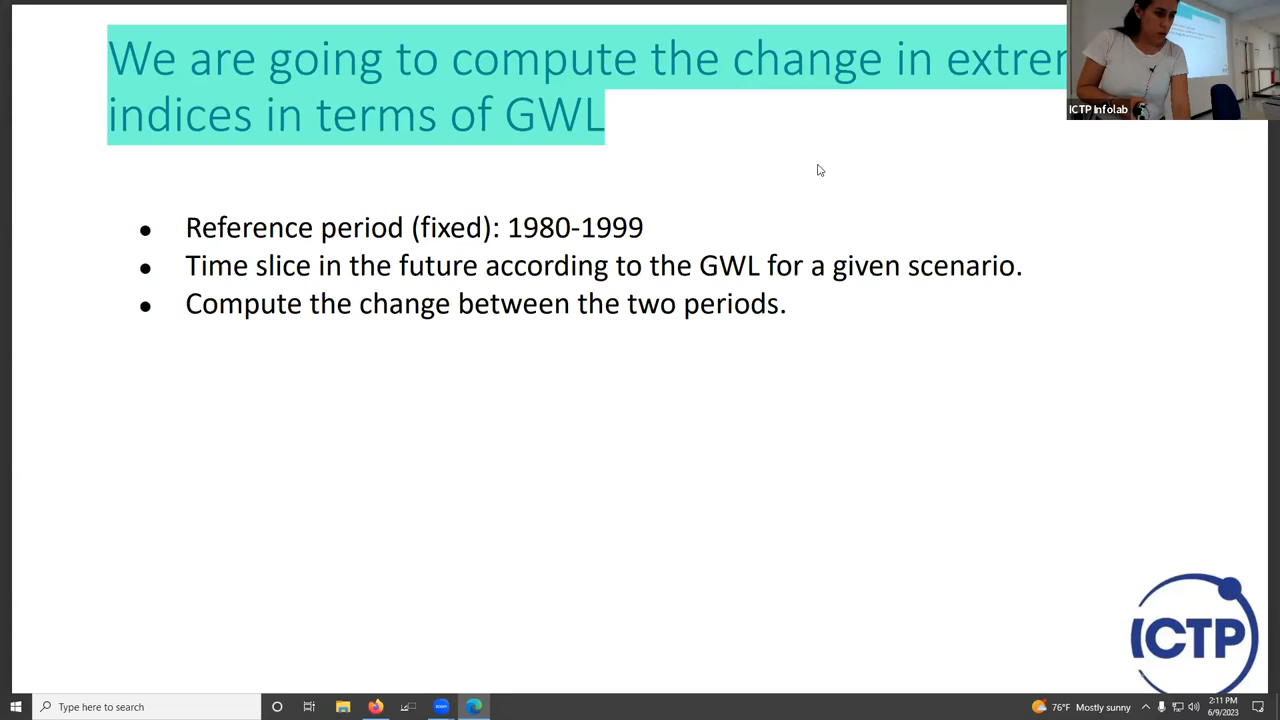 We are going to compute the change in extrem
indices in terms of GWL
ICTP Infolab
● Reference period (fixed): 1980-1999
● Time slice in the future according to the GWL for a given scenario.
● Compute the change between the two periods.
ICTP
Type here to search
76°F Mostly sunny
2:11 PM
6/9/2023